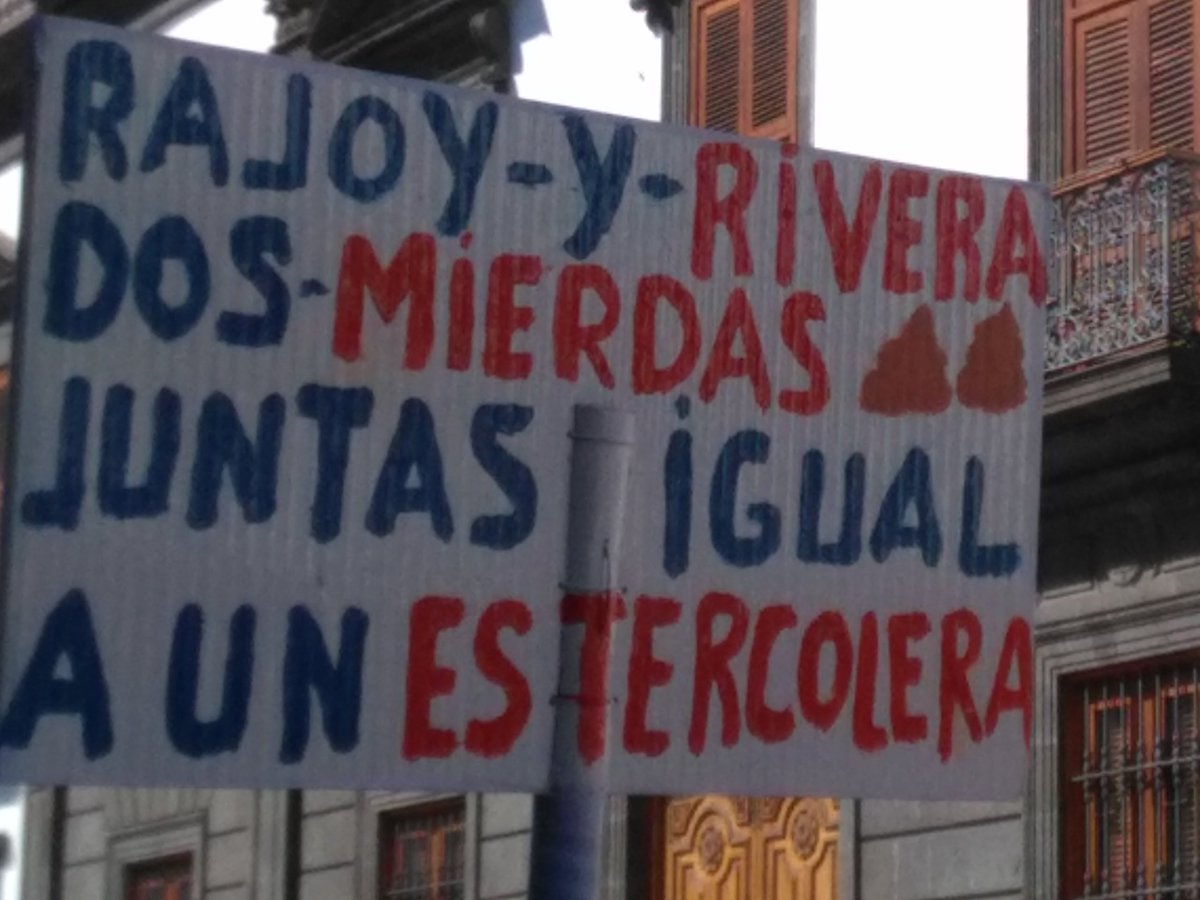 RAJOY-Y-RIVERA
DOS-MIERDAS
JUNTAS IGUAL
A UN ESTERCOLERA